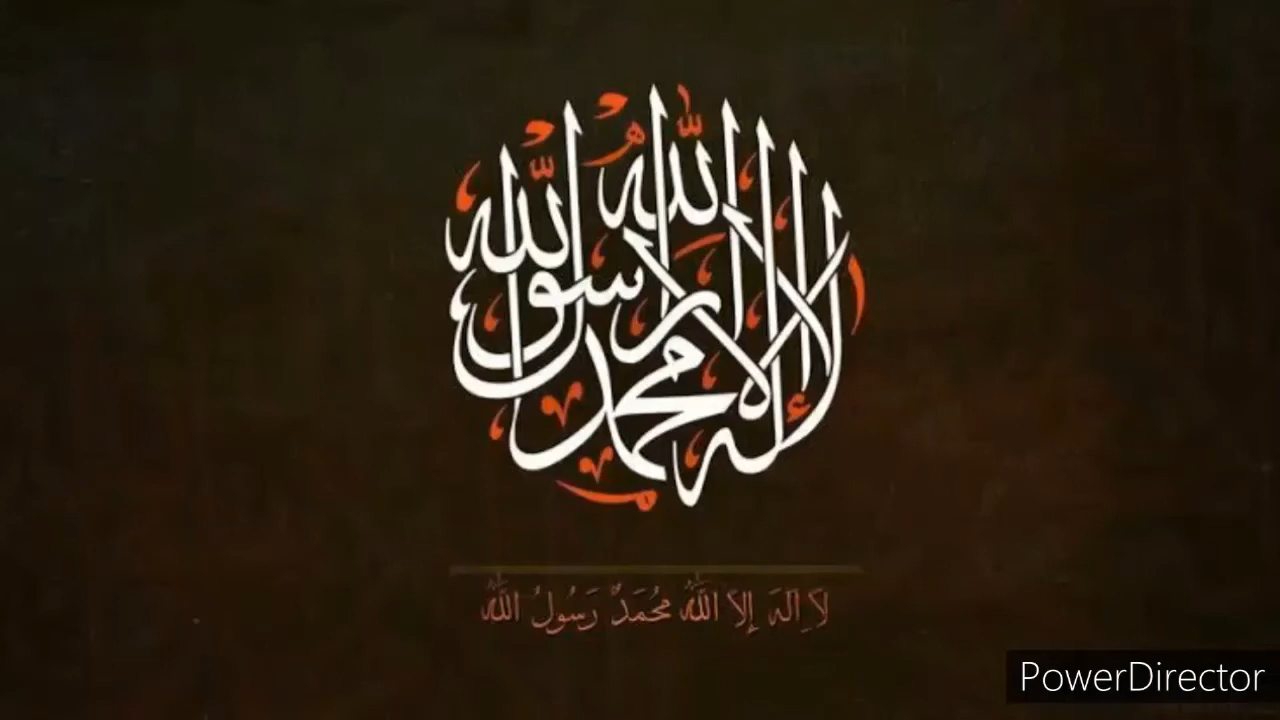 لا إله إلا الله محمد رسول الله
لَا إِلَهَ إِلَا اللَّهُ مُحَمَدٌ رَسُولُ اللَّهُ
PowerDirector